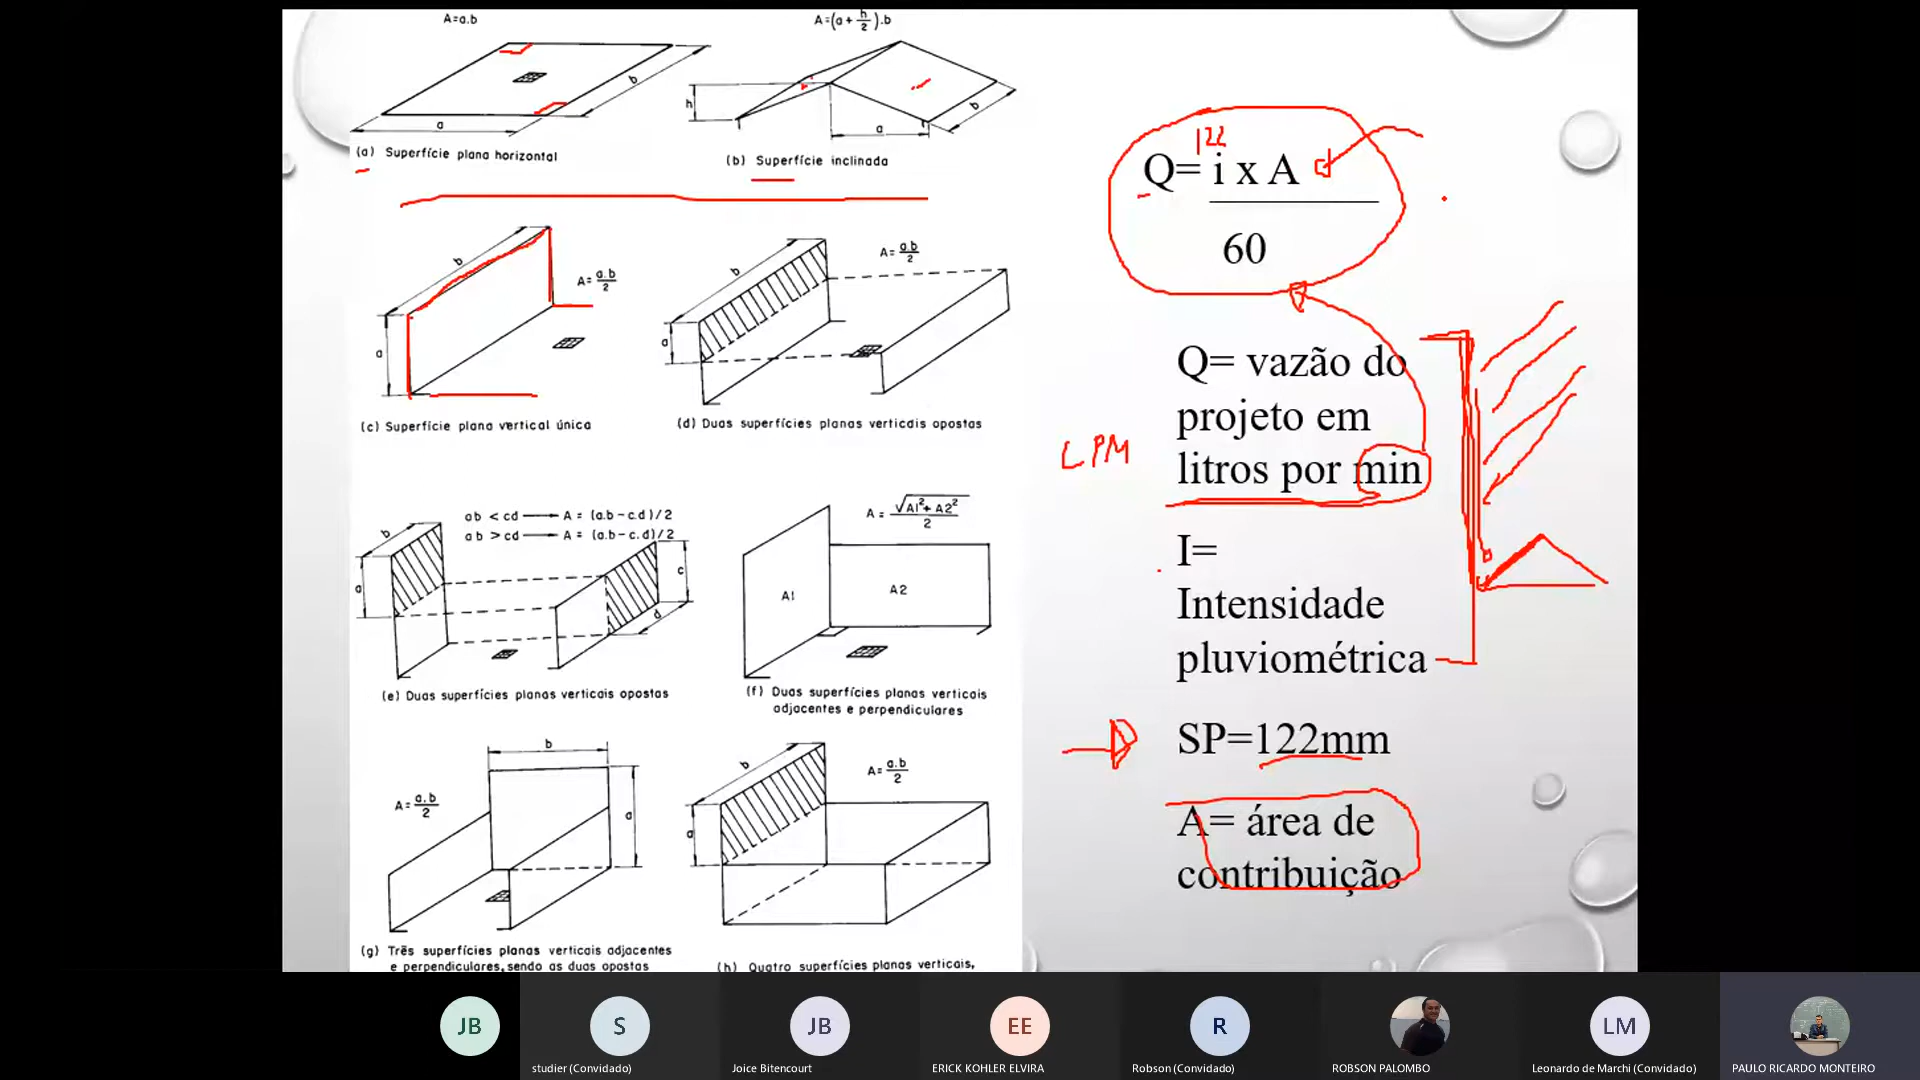 A=a.b
A=(a+h/2).b
h
a
b
a
b
(a) Superfície plana horizontal
(b) Superfície inclinada
b
a
A=a.b/2
b
a
A=a.b/2
(c) Superfície plana vertical única
(d) Duas superfícies planas verticais opostas
ab < cd → A = (a.b-c.d)/2
ab > cd → A = (a.b-c.d)/2
b
a
c
d
A = √A1²+A2²/2
A1
A2
(e) Duas superfícies planas verticais opostas
(f) Duas superfícies planas verticais
adjacentes e perpendiculares
b
a
A=a.b/2
b
a
A=a.b/2
(g) Três superfícies planas verticais adjacentes
e perpendiculares, sendo as duas opostas
(h) Quatro superfícies planas verticais,
122
Q= i x A
60
Q= vazão do
projeto em
litros por min
LPM
I=
Intensidade
pluviométrica
SP=122mm
A= área de
contribuição
JB
S
JB
EE
R
LM
studier (Convidado)
Joice Bitencourt
ERICK KOHLER ELVIRA
Robson (Convidado)
ROBSON PALOMBO
Leonardo de Marchi (Convidado)
PAULO RICARDO MONTEIRO